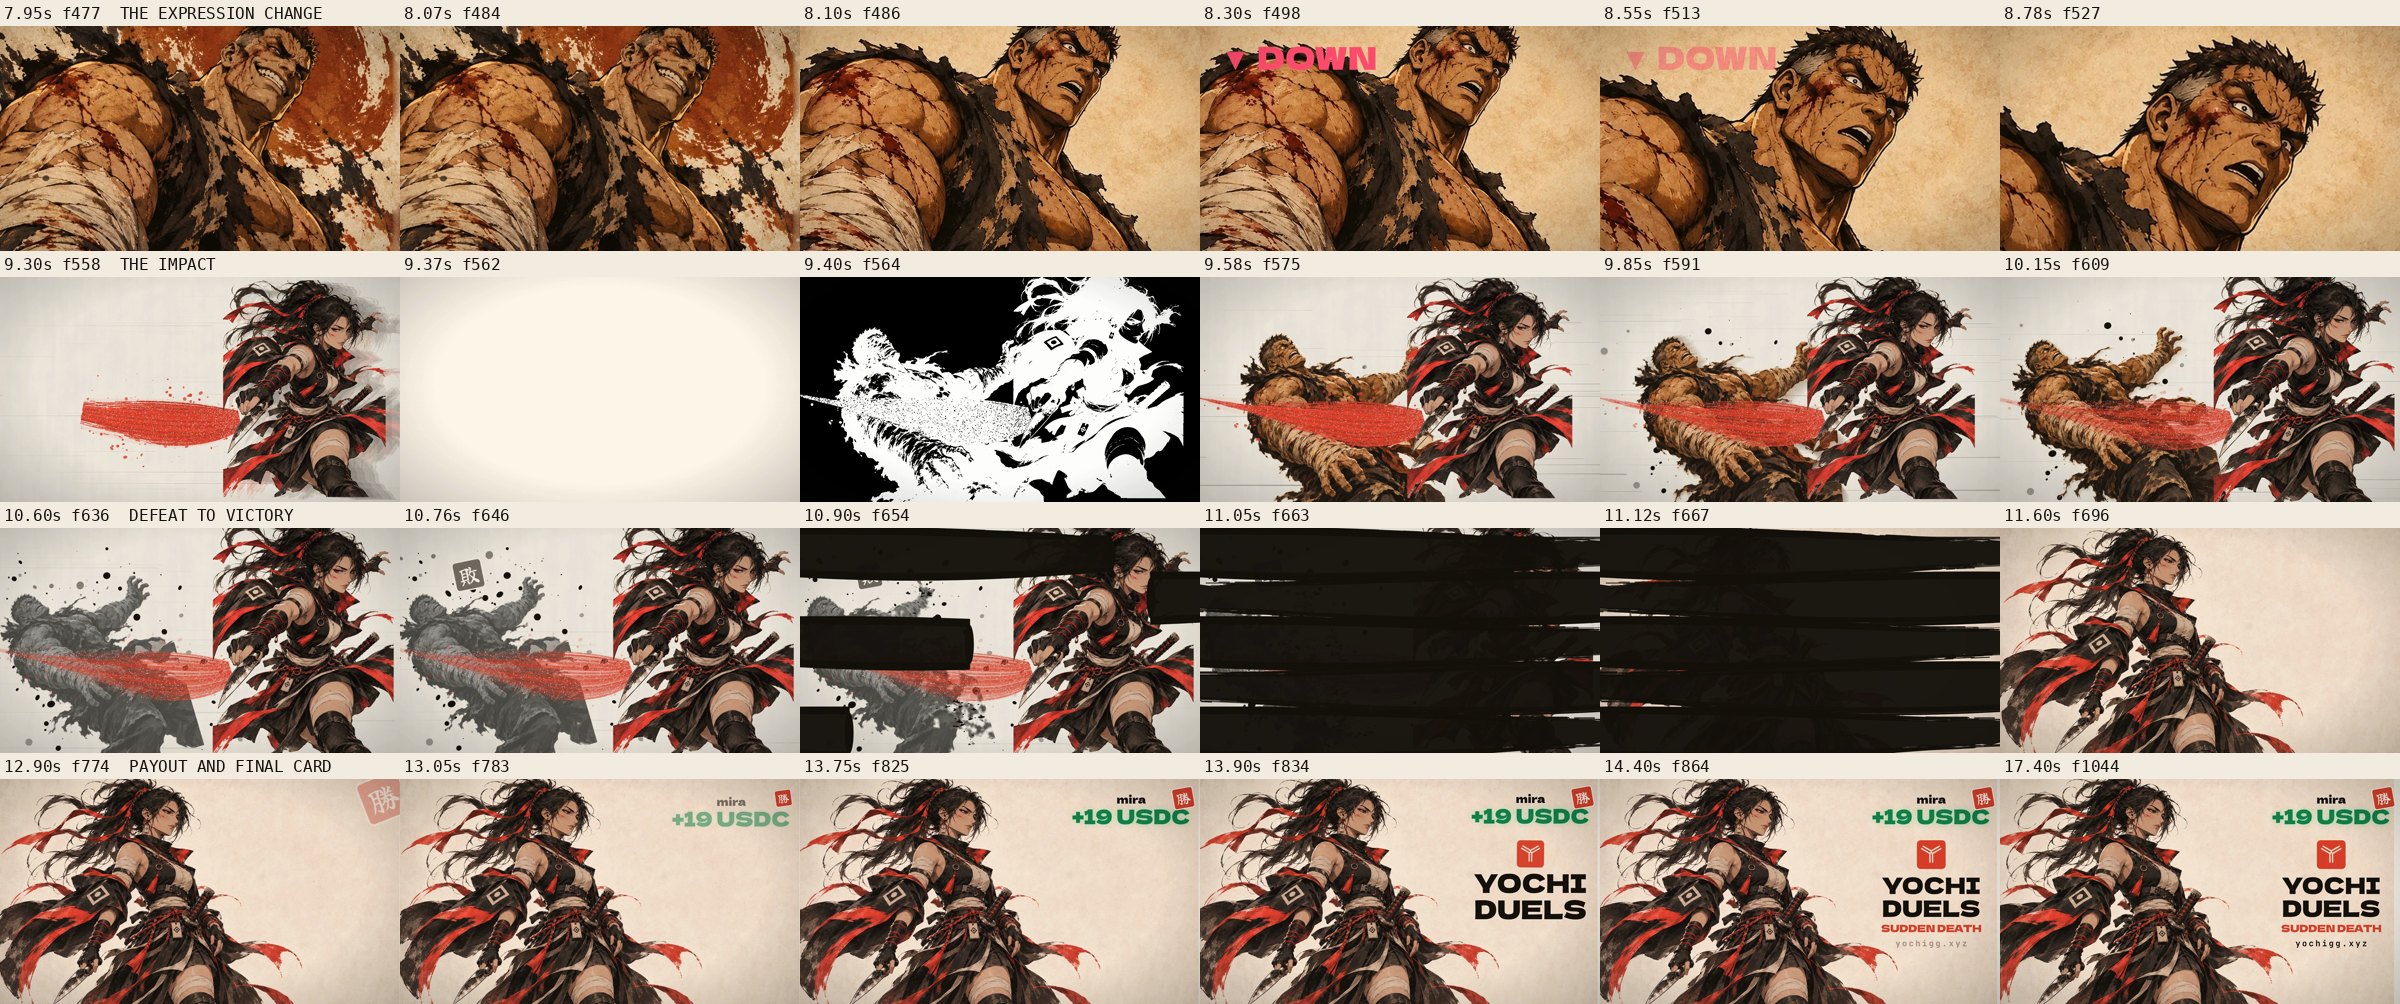 7.95s f477  THE EXPRESSION CHANGE
8.07s f484
8.10s f486
8.30s f498
8.55s f513
8.78s f527
▼ DOWN
▼ DOWN
9.30s f558  THE IMPACT
9.37s f562
9.40s f564
9.58s f575
9.85s f591
10.15s f609
10.60s f636  DEFEAT TO VICTORY
10.76s f646
10.90s f654
11.05s f663
11.12s f667
11.60s f696
敗
12.90s f774  PAYOUT AND FINAL CARD
13.05s f783
13.75s f825
13.90s f834
14.40s f864
17.40s f1044
勝
勝
mira
+19 USDC
勝
mira
+19 USDC
勝
mira
+19 USDC
YOCHI
DUELS
勝
mira
+19 USDC
YOCHI
DUELS
SUDDEN DEATH
yochigg.xyz
勝
mira
+19 USDC
YOCHI
DUELS
SUDDEN DEATH
yochigg.xyz